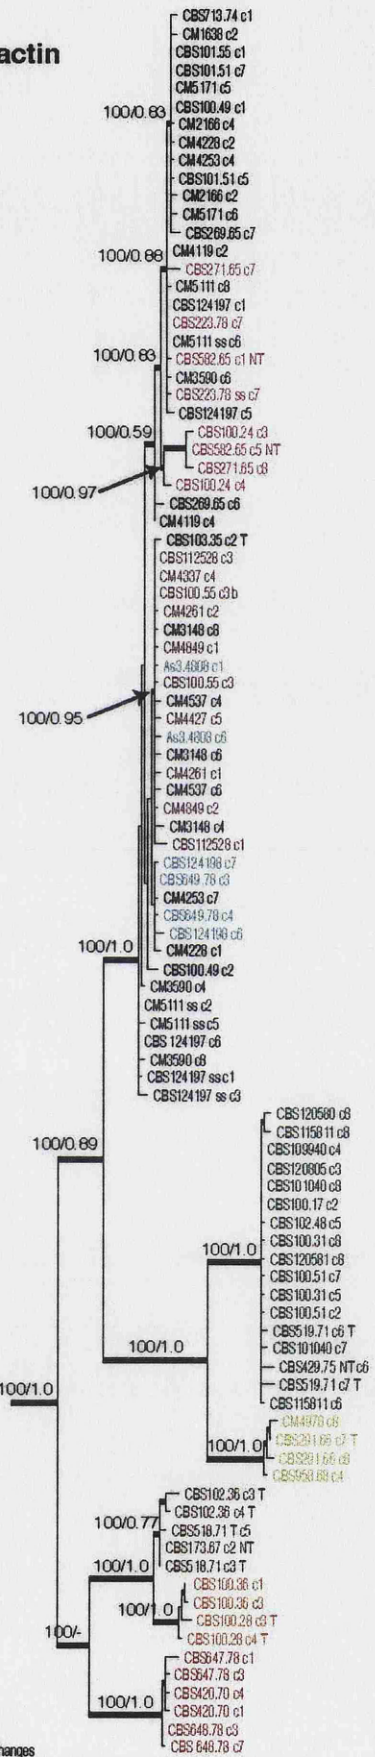 CBS713.74 c1
CM1638 c2
actin
CBS101.55 c1
CBS101.51 c7
CM5171 c5
CBS100.49 c1
100/0.83
CM2166 c4
CM4228 c2
CM4253 c4
CBS101.51 c5
CM2166 c2
CM5171 c6
CBS269.65 c7
CM4119 c2
100/0.88
CBS271.65 c7
CM5111 c8
CBS124197 c1
CBS223.78 c7
CM5111 ss c6
100/0.83
CBS582.65 c1 NT
CM3590 c6
CBS223.78 ss c7
CBS124197 c5
100/0.59
CBS100.24 c3
CBS582.65 c5 NT
CBS271.65 c8
CBS100.24 c4
100/0.97
CBS269.65 c6
CM4119 c4
CBS103.35 c2 T
CBS112528 c3
CM4337 c4
CBS100.55 c3b
CM4261 c2
CM3148 c8
CM4849 c1
As3.4808 c1
CBS100.55 c3
CM4537 c4
100/0.95
CM4427 c5
As3.4808 c6
CM3148 c6
CM4261 c1
CM4537 c6
CM4849 c2
CM3148 c4
CBS112528 c1
CBS124198 c7
CBS649.78 c3
CM4253 c7
CBS649.78 c4
CBS124198 c6
CM4228 c1
100/1.0
CBS100.49 c2
CM3590 c4
CM5111 ss c2
CM5111 ss c5
CBS 124197 c6
CM3590 c8
CBS124197 ss c1
CBS124197 ss c3
CBS120580 c8
CBS115811 c8
100/0.89
CBS109940 c4
CBS120805 c3
CBS101040 c8
CBS100.17 c2
CBS102.48 c5
CBS100.31 c8
100/1.0
CBS120581 c8
CBS100.51 c7
CBS100.31 c5
CBS100.51 c2
CBS519.71 c6 T
CBS101040 c7
100/1.0
CBS429.75 NT c6
CBS519.71 c7 T
100/1.0
CBS115811 c6
CM4978 c8
CBS291.66 c7 T
100/1.0
CBS291.66 c8
CBS950.68 c4
CBS102.36 c3 T
CBS102.36 c4 T
100/0.77
CBS518.71 T c5
CBS173.67 c2 NT
CBS518.71 c3 T
100/1.0
CBS100.36 c1
CBS100.36 c3
100/1.0
CBS100.28 c3 T
CBS100.28 c4 T
100/-
CBS647.78 c1
CBS647.78 c3
CBS420.70 c4
100/1.0
CBS420.70 c1
CBS648.78 c3
CBS 648.78 c7
hanges